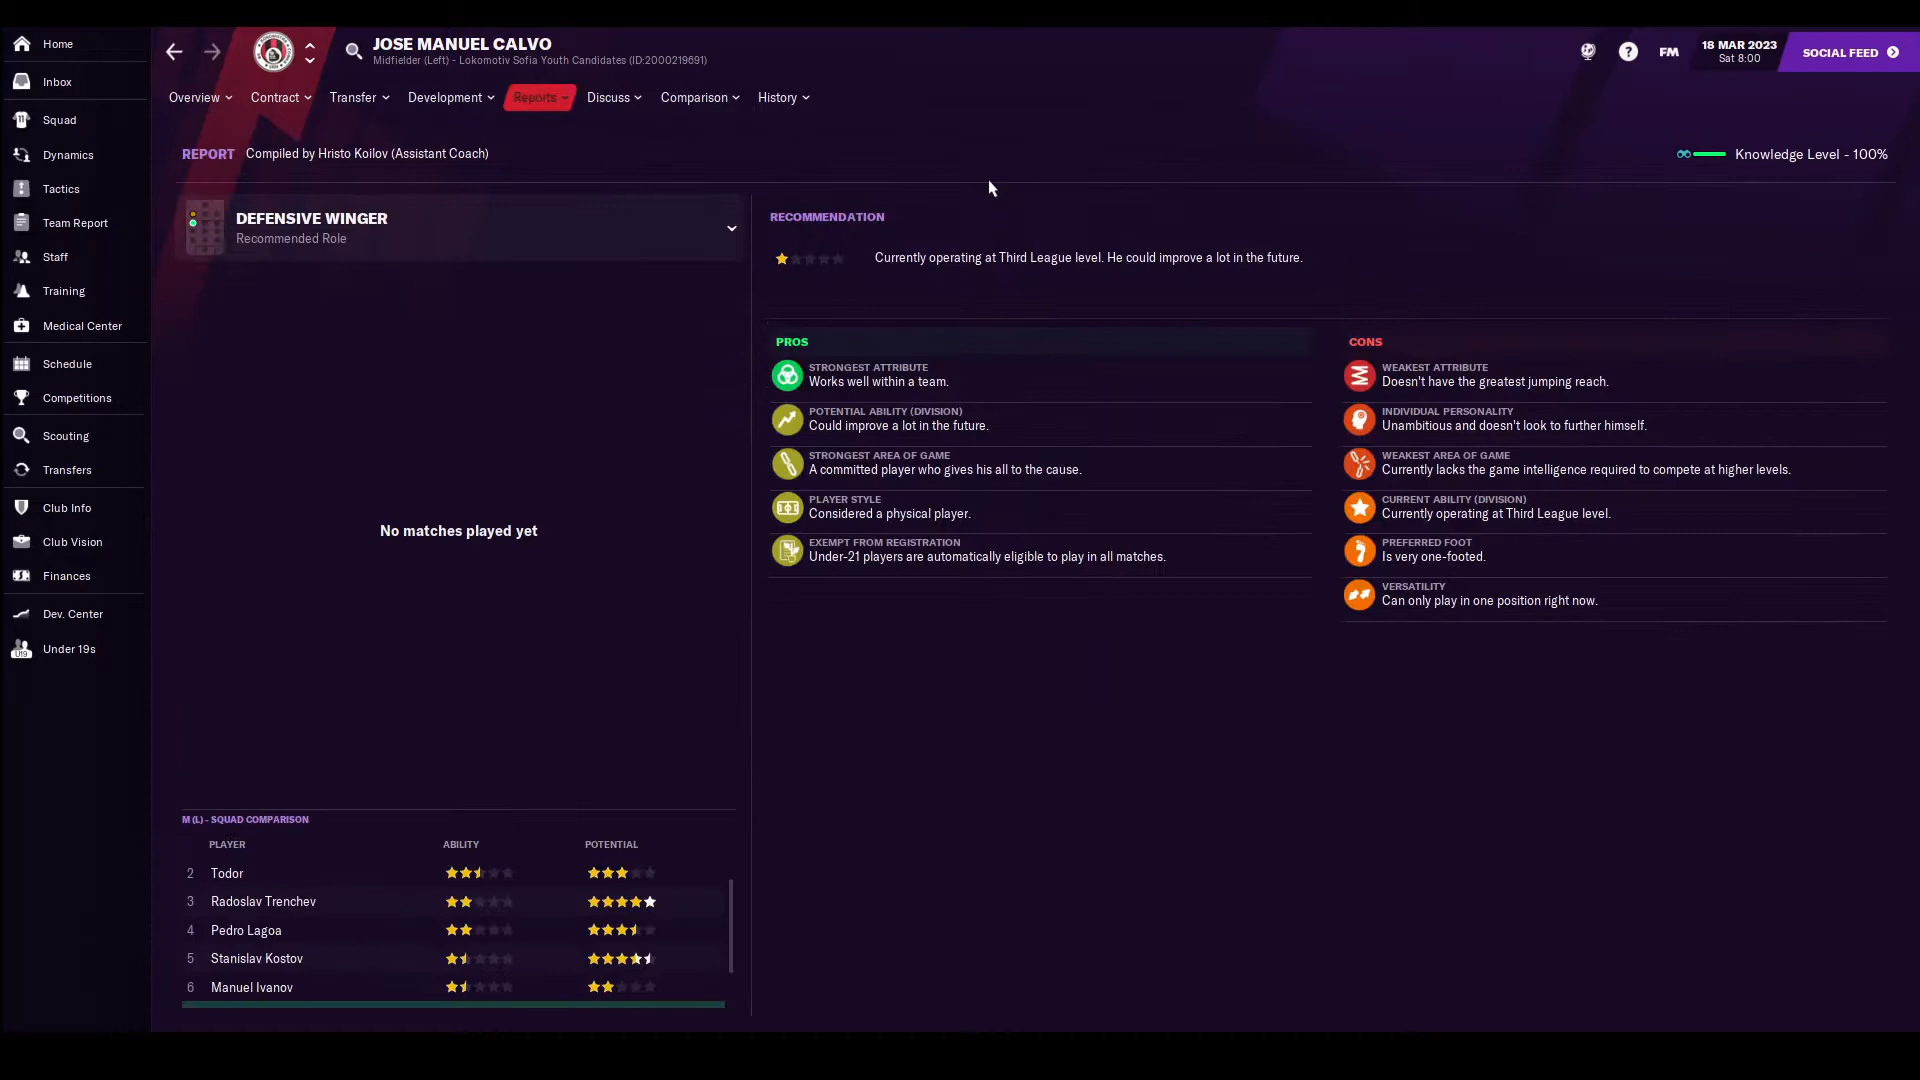 Home
Inbox
Squad
Dynamics
Tactics
Team Report
Staff
Training
Medical Center
Schedule
Competitions
Scouting
Transfers
Club Info
Club Vision
Finances
Dev. Center
Under 19s
U19
JOSE MANUEL CALVO
Midfielder (Left) - Lokomotiv Sofia Youth Candidates (ID:2000219691)
FM
18 MAR 2023
Sat 8:00
SOCIAL FEED
Overview
Contract
Transfer
Development
Reports
Discuss
Comparison
History
REPORT Compiled by Hristo Koilov (Assistant Coach)
Knowledge Level - 100%
DEFENSIVE WINGER
Recommended Role
No matches played yet
M (L) - SQUAD COMPARISON
PLAYER ABILITY POTENTIAL
2 Todor
3 Radoslav Trenchev
4 Pedro Lagoa
5 Stanislav Kostov
6 Manuel Ivanov
RECOMMENDATION
Currently operating at Third League level. He could improve a lot in the future.
PROS
STRONGEST ATTRIBUTE
Works well within a team.
POTENTIAL ABILITY (DIVISION)
Could improve a lot in the future.
STRONGEST AREA OF GAME
A committed player who gives his all to the cause.
PLAYER STYLE
Considered a physical player.
EXEMPT FROM REGISTRATION
Under-21 players are automatically eligible to play in all matches.
CONS
WEAKEST ATTRIBUTE
Doesn't have the greatest jumping reach.
INDIVIDUAL PERSONALITY
Unambitious and doesn't look to further himself.
WEAKEST AREA OF GAME
Currently lacks the game intelligence required to compete at higher levels.
CURRENT ABILITY (DIVISION)
Currently operating at Third League level.
PREFERRED FOOT
Is very one-footed.
VERSATILITY
Can only play in one position right now.